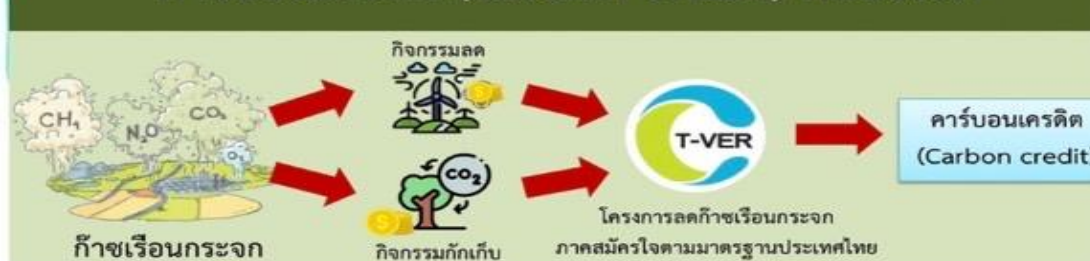 กิจกรรมลด
CH₄
N₂O
CO₂
O₃
CO₂
T-VER
คาร์บอนเครดิต
(Carbon credit)
ก๊าซเรือนกระจก
กิจกรรมกักเก็บ
โครงการลดก๊าซเรือนกระจก
ภาคสมัครใจตามมาตรฐานประเทศไทย